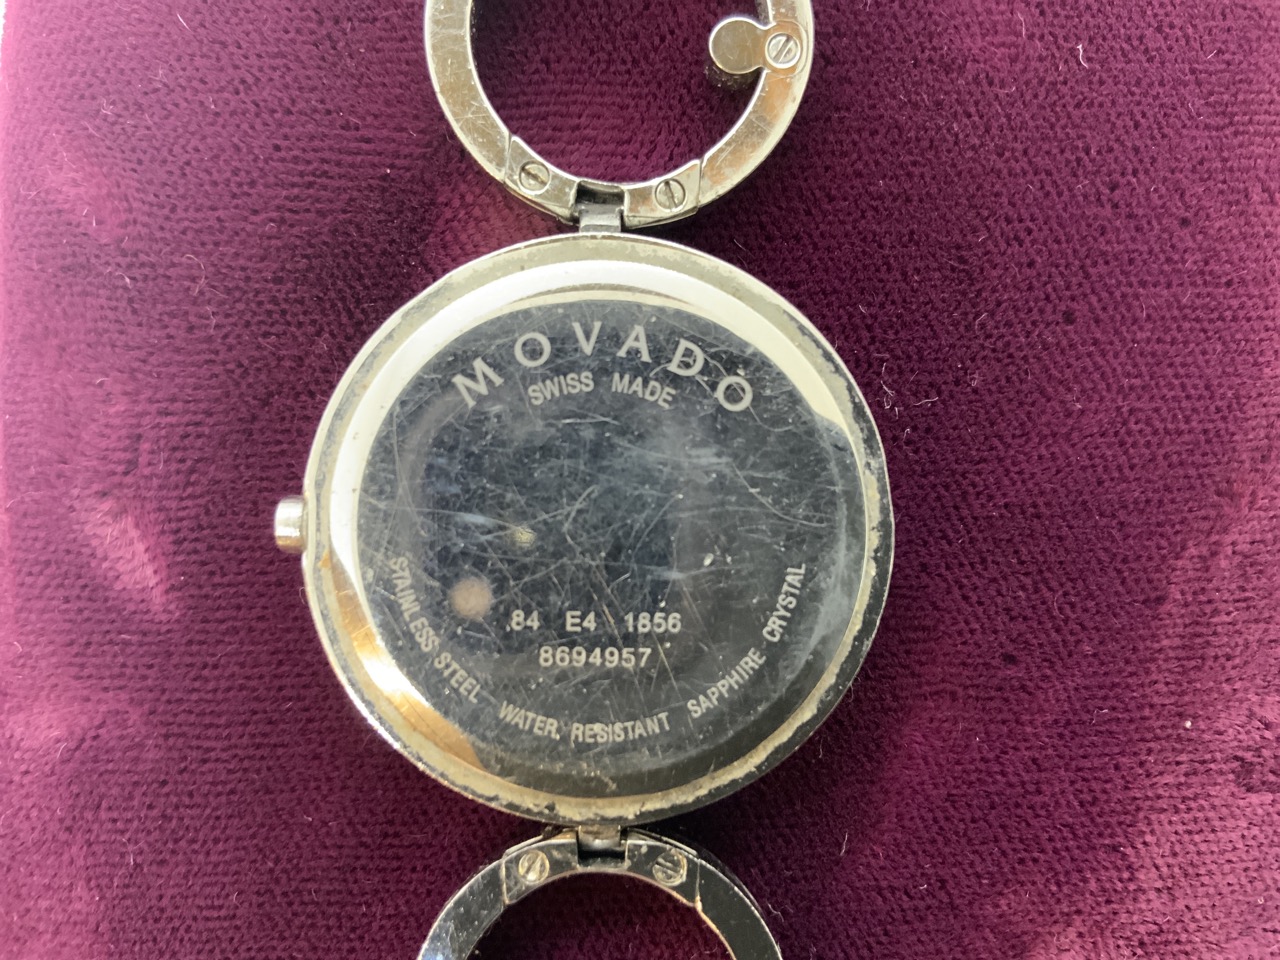 MOVADO
SWISS MADE
84 E4 1856
8694957
STAINLESS STEEL WATER RESISTANT SAPPHIRE CRYSTAL